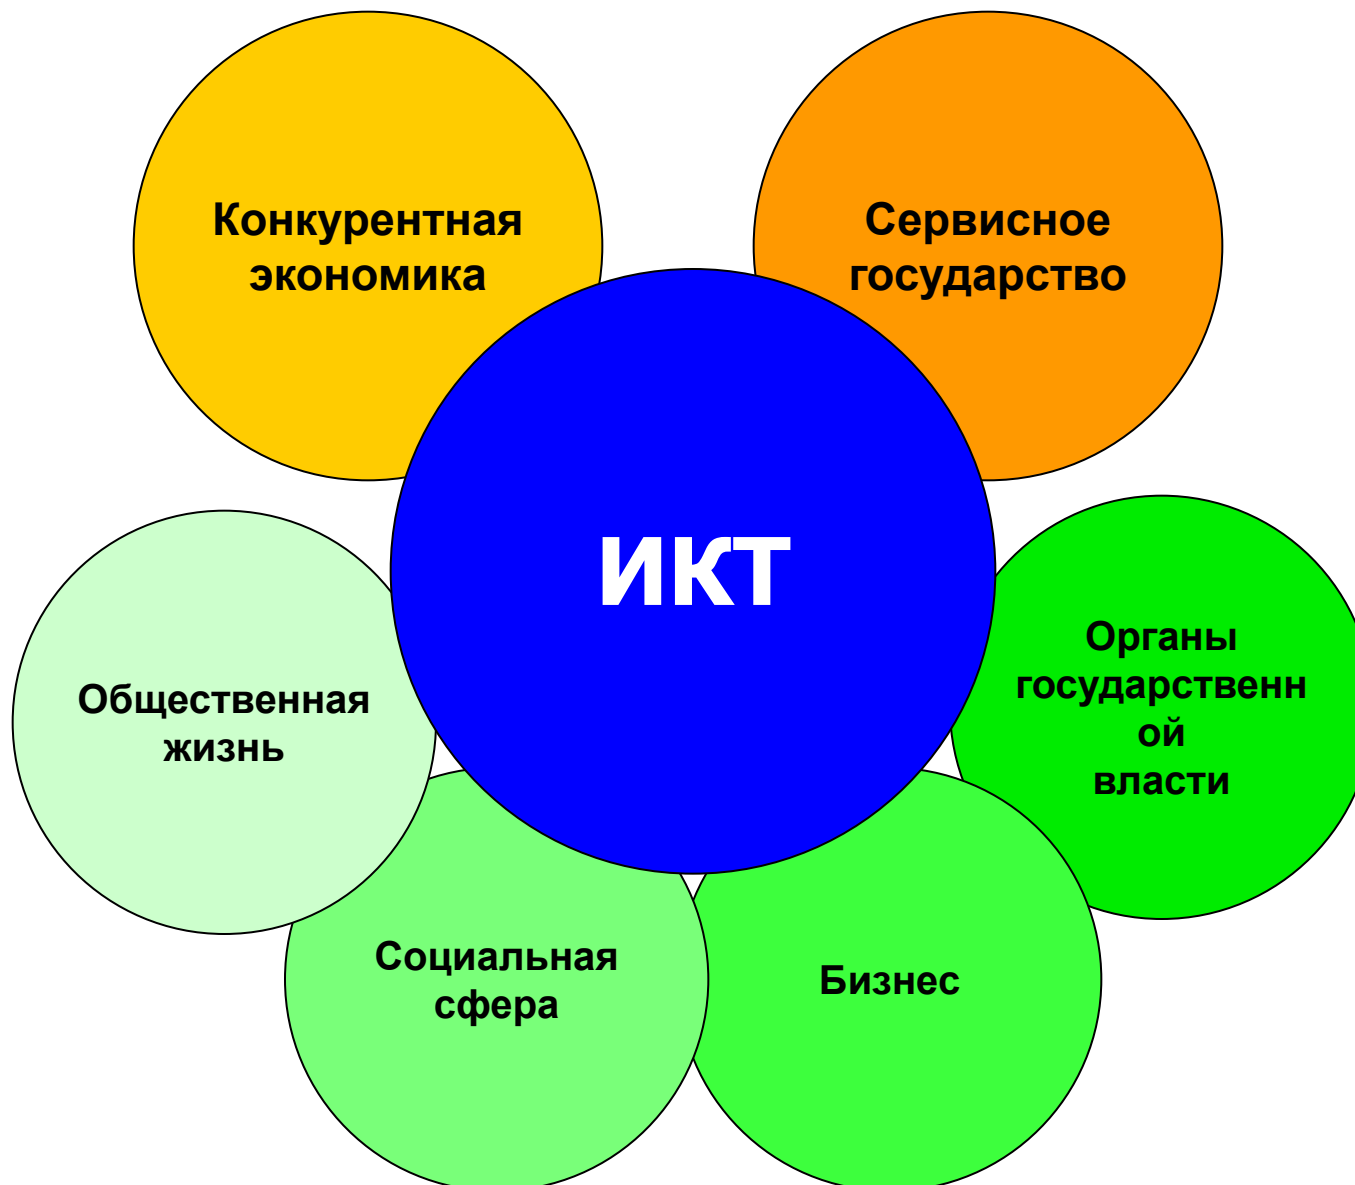 Конкурентная
экономика
Сервисное
государство
ИКТ
Органы
государственн
ой
власти
Общественная
жизнь
Социальная
сфера
Бизнес